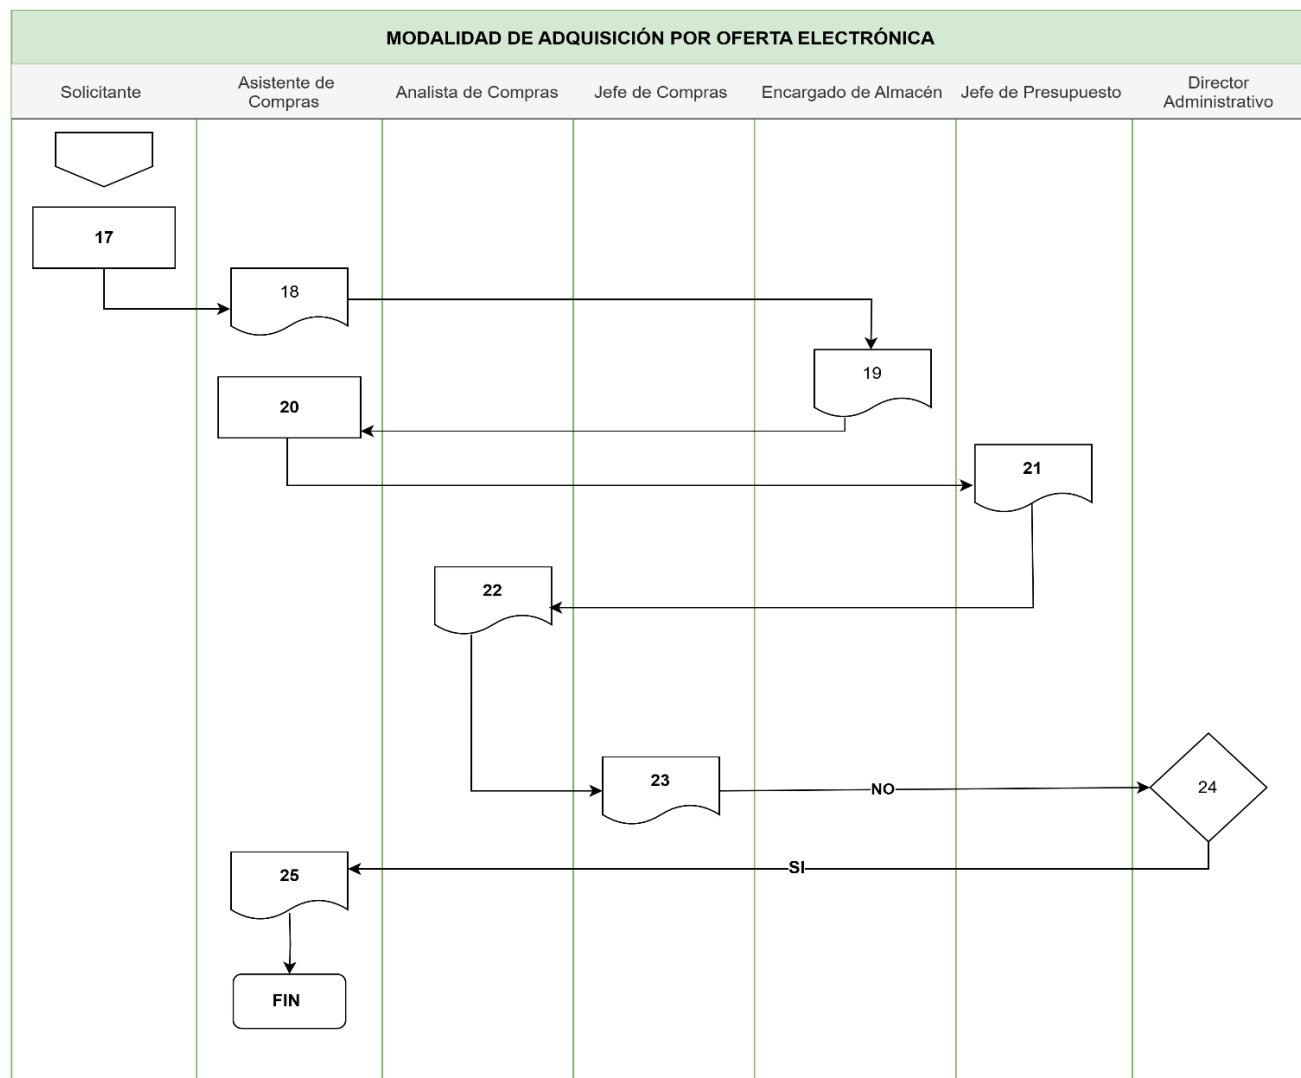 MODALIDAD DE ADQUISICIÓN POR OFERTA ELECTRÓNICA
Solicitante
Asistente de
Compras
Analista de Compras
Jefe de Compras
Encargado de Almacén
Jefe de Presupuesto
Director
Administrativo
17
18
19
20
21
22
23
NO
24
SI
25
FIN